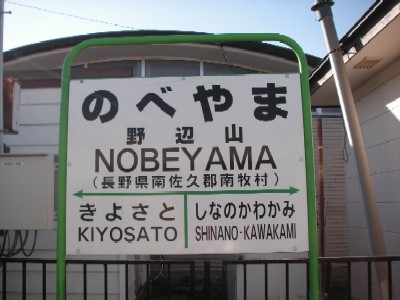 のべやま
野辺山
NOBEYAMA
(長野県南佐久郡南牧村)
きよさと しなのかわかみ
KIYOSATO SHINANO-KAWAKAMI